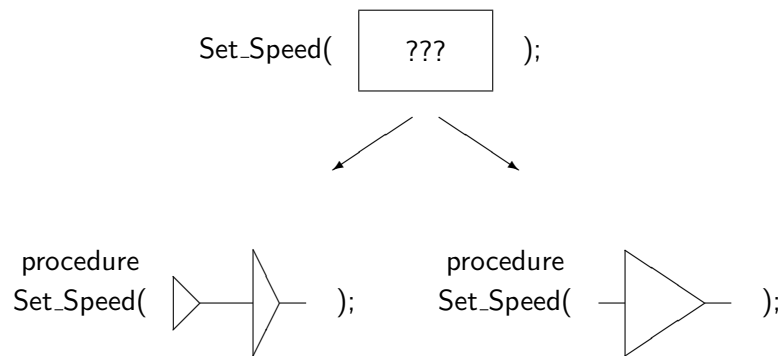 Set_Speed( ??? );
procedure procedure
Set_Speed( ); Set_Speed( );